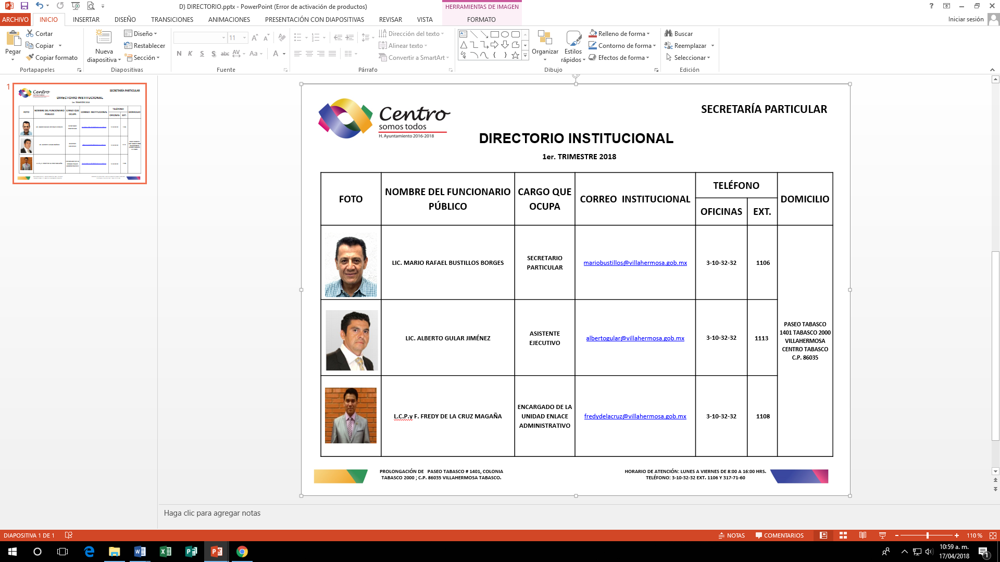 D) DIRECTORIO.pptx - PowerPoint (Error de activación de productos)
HERRAMIENTAS DE IMAGEN
ARCHIVO INICIO INSERTAR DISEÑO TRANSICIONES ANIMACIONES PRESENTACIÓN CON DIAPOSITIVAS REVISAR VISTA FORMATO
Iniciar sesión
Pegar
Cortar
Copiar
Copiar formato
Portapapeles
Nueva
diapositiva
Diseño
Restablecer
Sección
Diapositivas
11
N K S S abc AV Aa A
Fuente
Dirección del texto
Alinear texto
Convertir a SmartArt
Párrafo
Organizar
Estilos
rápidos
Relleno de forma
Contorno de forma
Efectos de forma
Dibujo
Buscar
Reemplazar
Seleccionar
Edición
1
Centro
somos todos
H. Ayuntamiento 2016-2018
SECRETARÍA PARTICULAR
DIRECTORIO INSTITUCIONAL
1er. TRIMESTRE 2018
FOTO
NOMBRE DEL FUNCIONARIO
PÚBLICO
CARGO QUE
OCUPA
CORREO INSTITUCIONAL
TELÉFONO
OFICINAS EXT.
DOMICILIO
LIC. MARIO RAFAEL BUSTILLOS BORGES
SECRETARIO
PARTICULAR
mariobustillos@villahermosa.gob.mx
3-10-32-32
1106
LIC. ALBERTO GULAR JIMÉNEZ
ASISTENTE
EJECUTIVO
albertogular@villahermosa.gob.mx
3-10-32-32
1113
L.C.P.y F. FREDY DE LA CRUZ MAGAÑA
ENCARGADO DE LA
UNIDAD ENLACE
ADMINISTRATIVO
fredydelacruz@villahermosa.gob.mx
3-10-32-32
1108
PASEO TABASCO
1401 TABASCO 2000
VILLAHERMOSA
CENTRO TABASCO
C.P. 86035
PROLONGACIÓN DE PASEO TABASCO # 1401, COLONIA
TABASCO 2000 ; C.P. 86035 VILLAHERMOSA TABASCO.
HORARIO DE ATENCIÓN: LUNES A VIERNES DE 8:00 A 16:00 HRS.
TELÉFONO: 3-10-32-32 EXT. 1106 Y 317-71-60
Haga clic para agregar notas
DIAPOSITIVA 1 DE 1
NOTAS
COMENTARIOS
110 %
10:59 a. m.
17/04/2018
1